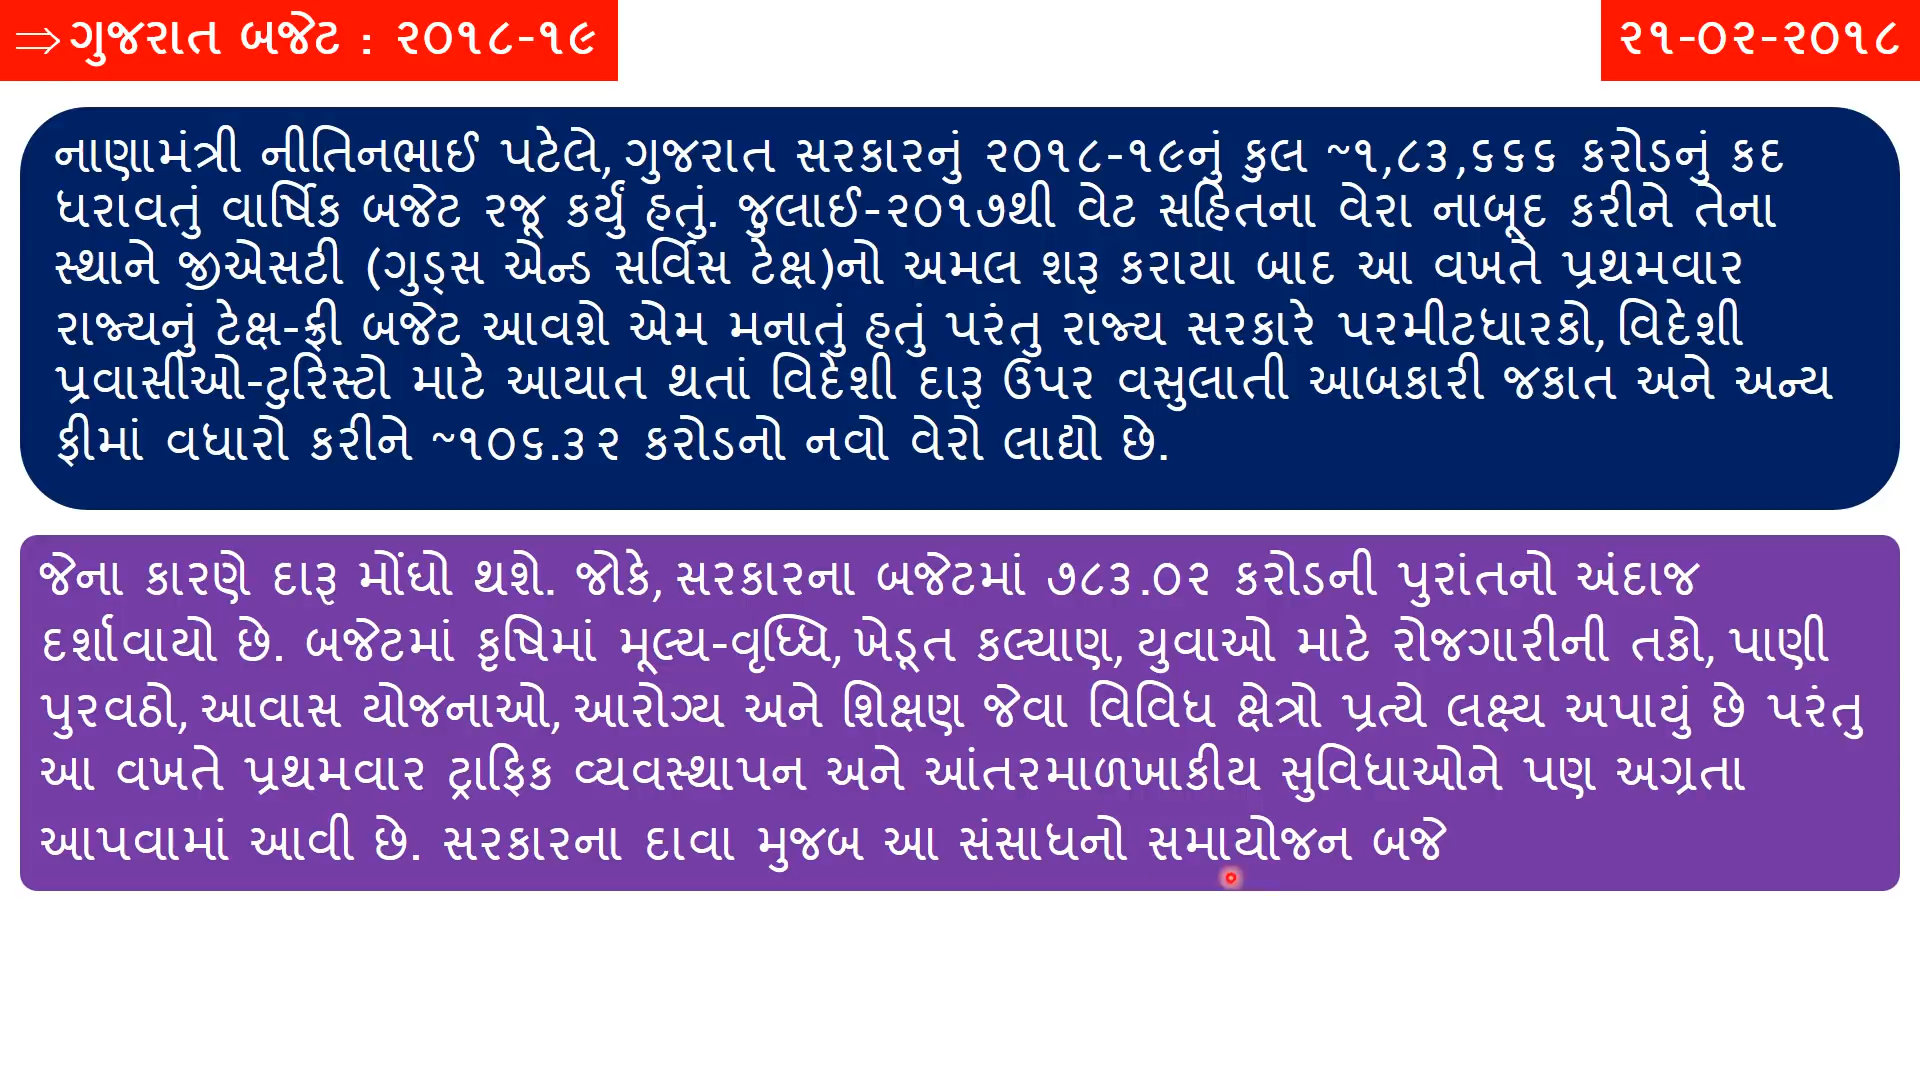 ⇒ગુજરાત બજેટ : ૨૦૧૮-૧૯
૨૧-૦૨-૨૦૧૮
નાણામંત્રી નીતિનભાઈ પટેલે, ગુજરાત સરકારનું ૨૦૧૮-૧૯નું કુલ ~૧,૮૩,૬૬૬ કરોડનું કદ
ધરાવતું વાર્ષિક બજેટ રજૂ કર્યું હતું. જુલાઈ-૨૦૧૭થી વેટ સહિતના વેરા નાબૂદ કરીને તેના
સ્થાને જીએસટી (ગુડ્સ એન્ડ સર્વિસ ટેક્ષ)નો અમલ શરૂ કરાયા બાદ આ વખતે પ્રથમવાર
રાજ્યનું ટેક્ષ-ફ્રી બજેટ આવશે એમ મનાતું હતું પરંતુ રાજ્ય સરકારે પરમીટધારકો, વિદેશી
પ્રવાસીઓ-ટુરિસ્ટો માટે આયાત થતાં વિદેશી દારૂ ઉપર વસુલાતી આબકારી જકાત અને અન્ય
ફીમાં વધારો કરીને ~૧૦૬.૩૨ કરોડનો નવો વેરો લાદ્યો છે.
જેના કારણે દારૂ મોંઘો થશે. જોકે, સરકારના બજેટમાં ૭૮૩.૦૨ કરોડની પુરાંતનો અંદાજ
દર્શાવાયો છે. બજેટમાં કૃષિમાં મૂલ્ય-વૃધ્ધિ, ખેડૂત કલ્યાણ, યુવાઓ માટે રોજગારીની તકો, પાણી
પુરવઠો, આવાસ યોજનાઓ, આરોગ્ય અને શિક્ષણ જેવા વિવિધ ક્ષેત્રો પ્રત્યે લક્ષ્ય અપાયું છે પરંતુ
આ વખતે પ્રથમવાર ટ્રાફિક વ્યવસ્થાપન અને આંતરમાળખાકીય સુવિધાઓને પણ અગ્રતા
આપવામાં આવી છે. સરકારના દાવા મુજબ આ સંસાધનો સમાયોજન બજે